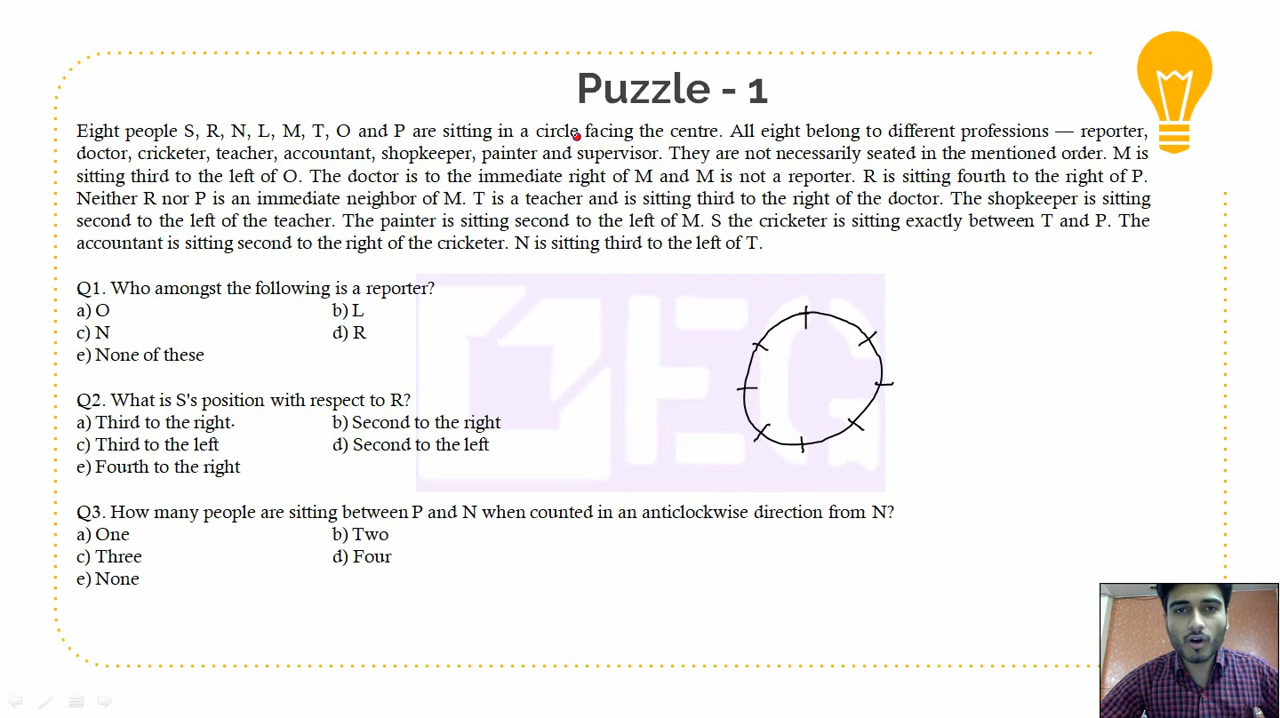 Puzzle - 1
Eight people S, R, N, L, M, T, O and P are sitting in a circle facing the centre. All eight belong to different professions — reporter,
doctor, cricketer, teacher, accountant, shopkeeper, painter and supervisor. They are not necessarily seated in the mentioned order. M is
sitting third to the left of O. The doctor is to the immediate right of M and M is not a reporter. R is sitting fourth to the right of P.
Neither R nor P is an immediate neighbor of M. T is a teacher and is sitting third to the right of the doctor. The shopkeeper is sitting
second to the left of the teacher. The painter is sitting second to the left of M. S the cricketer is sitting exactly between T and P. The
accountant is sitting second to the right of the cricketer. N is sitting third to the left of T.
Q1. Who amongst the following is a reporter?
a) O b) L
c) N d) R
e) None of these
Q2. What is S's position with respect to R?
a) Third to the right. b) Second to the right
c) Third to the left d) Second to the left
e) Fourth to the right
Q3. How many people are sitting between P and N when counted in an anticlockwise direction from N?
a) One b) Two
c) Three d) Four
e) None
EG